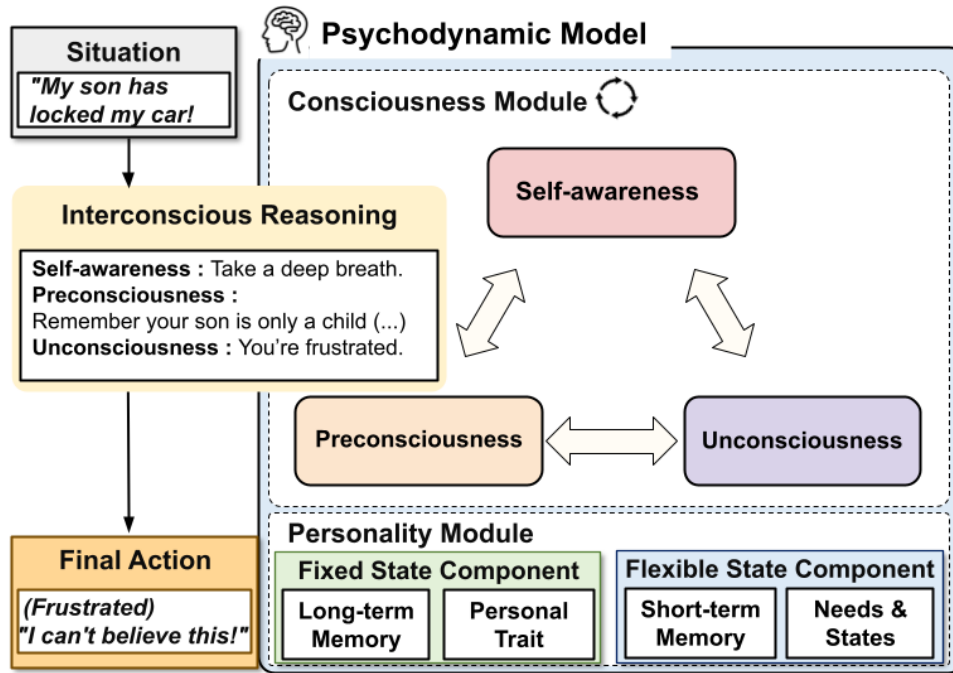 Situation
"My son has
locked my car!
Interconscious Reasoning
Self-awareness : Take a deep breath.
Preconsciousness :
Remember your son is only a child (...)
Unconsciousness : You're frustrated.
Final Action
(Frustrated)
"I can't believe this!"
Psychodynamic Model
Consciousness Module
Self-awareness
Preconsciousness
Unconsciousness
Personality Module
Fixed State Component
Long-term
Memory
Personal
Trait
Flexible State Component
Short-term
Memory
Needs &
States